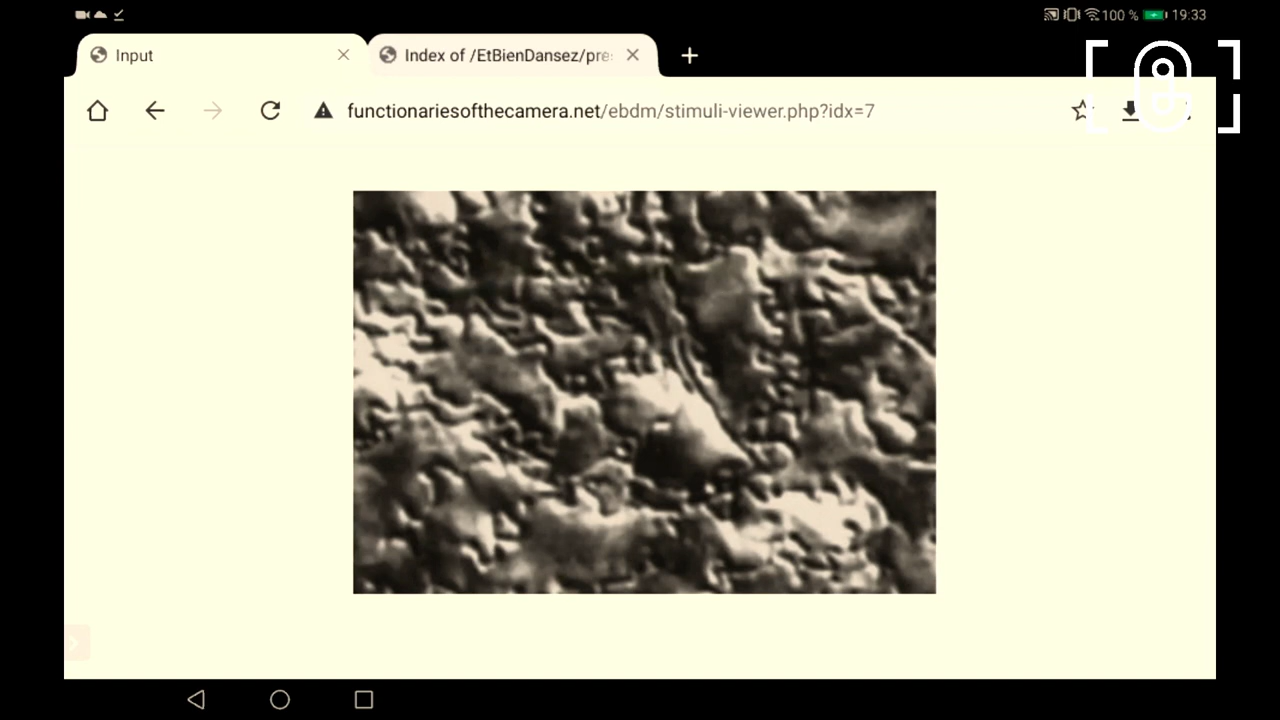 100 % 19:33
Input
Index of /EtBienDansez/pre
functionariesofthecamera.net/ebdm/stimuli-viewer.php?idx=7